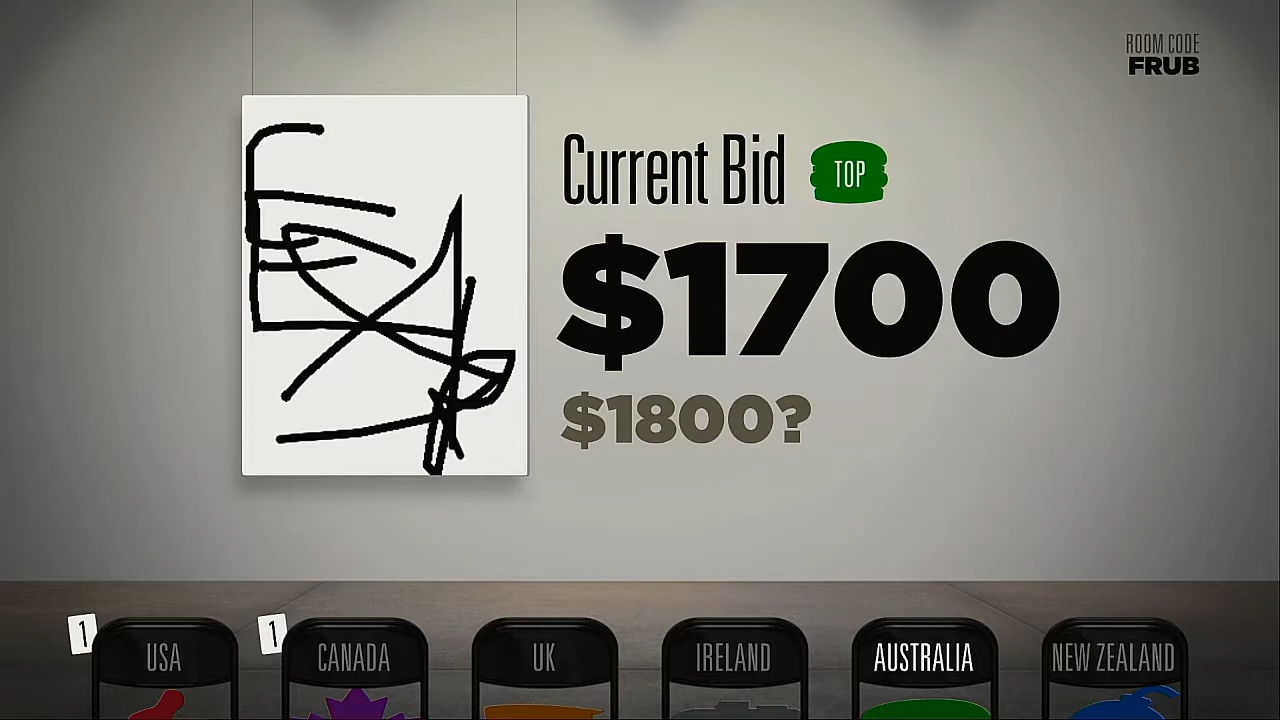 ROOM CODE
FRUB
Current Bid TOP
$1700
$1800?
1 USA
1 CANADA
UK
IRELAND
AUSTRALIA
NEW ZEALAND